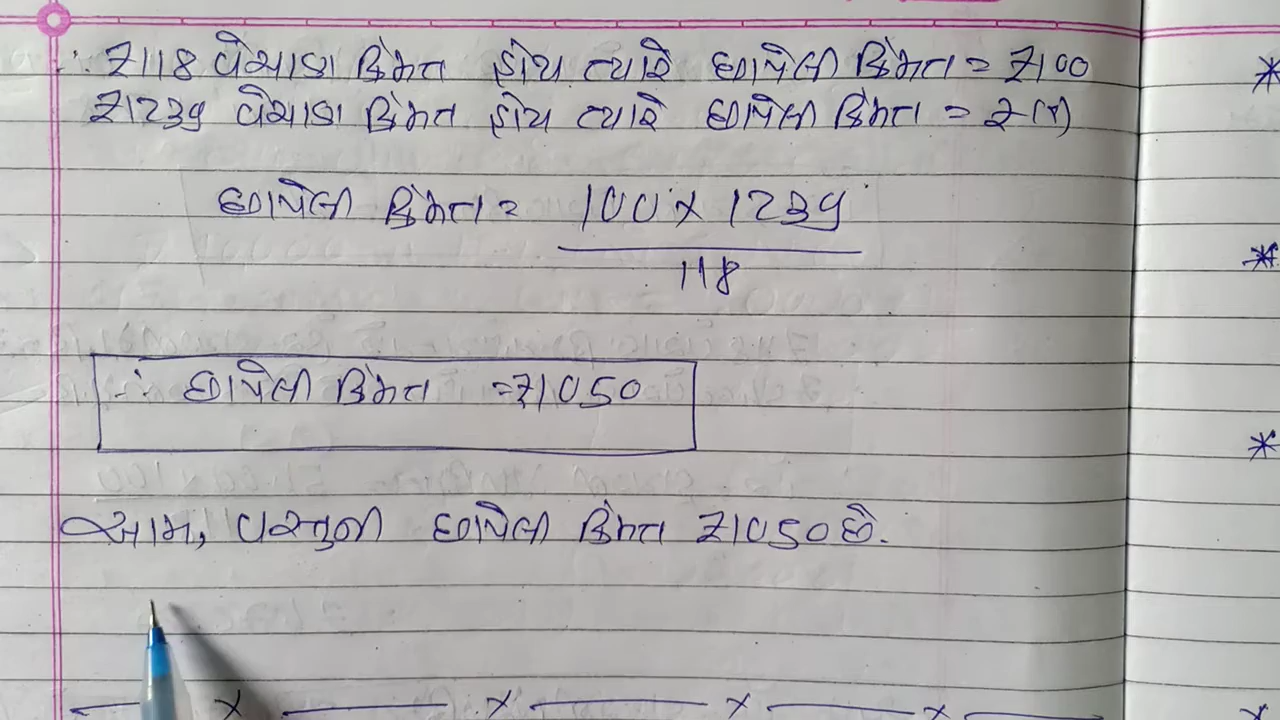 ∴ ₹118 વેચાણ કિંમત હોય ત્યારે છાપેલી કિંમત = ₹100
₹1239 વેચાણ કિંમત હોય ત્યારે છાપેલી કિંમત = ? (x)
છાપેલી કિંમત = 100 x 1239
118
∴ છાપેલી કિંમત = ₹1050
આમ, વસ્તુની છાપેલી કિંમત ₹1050 છે.